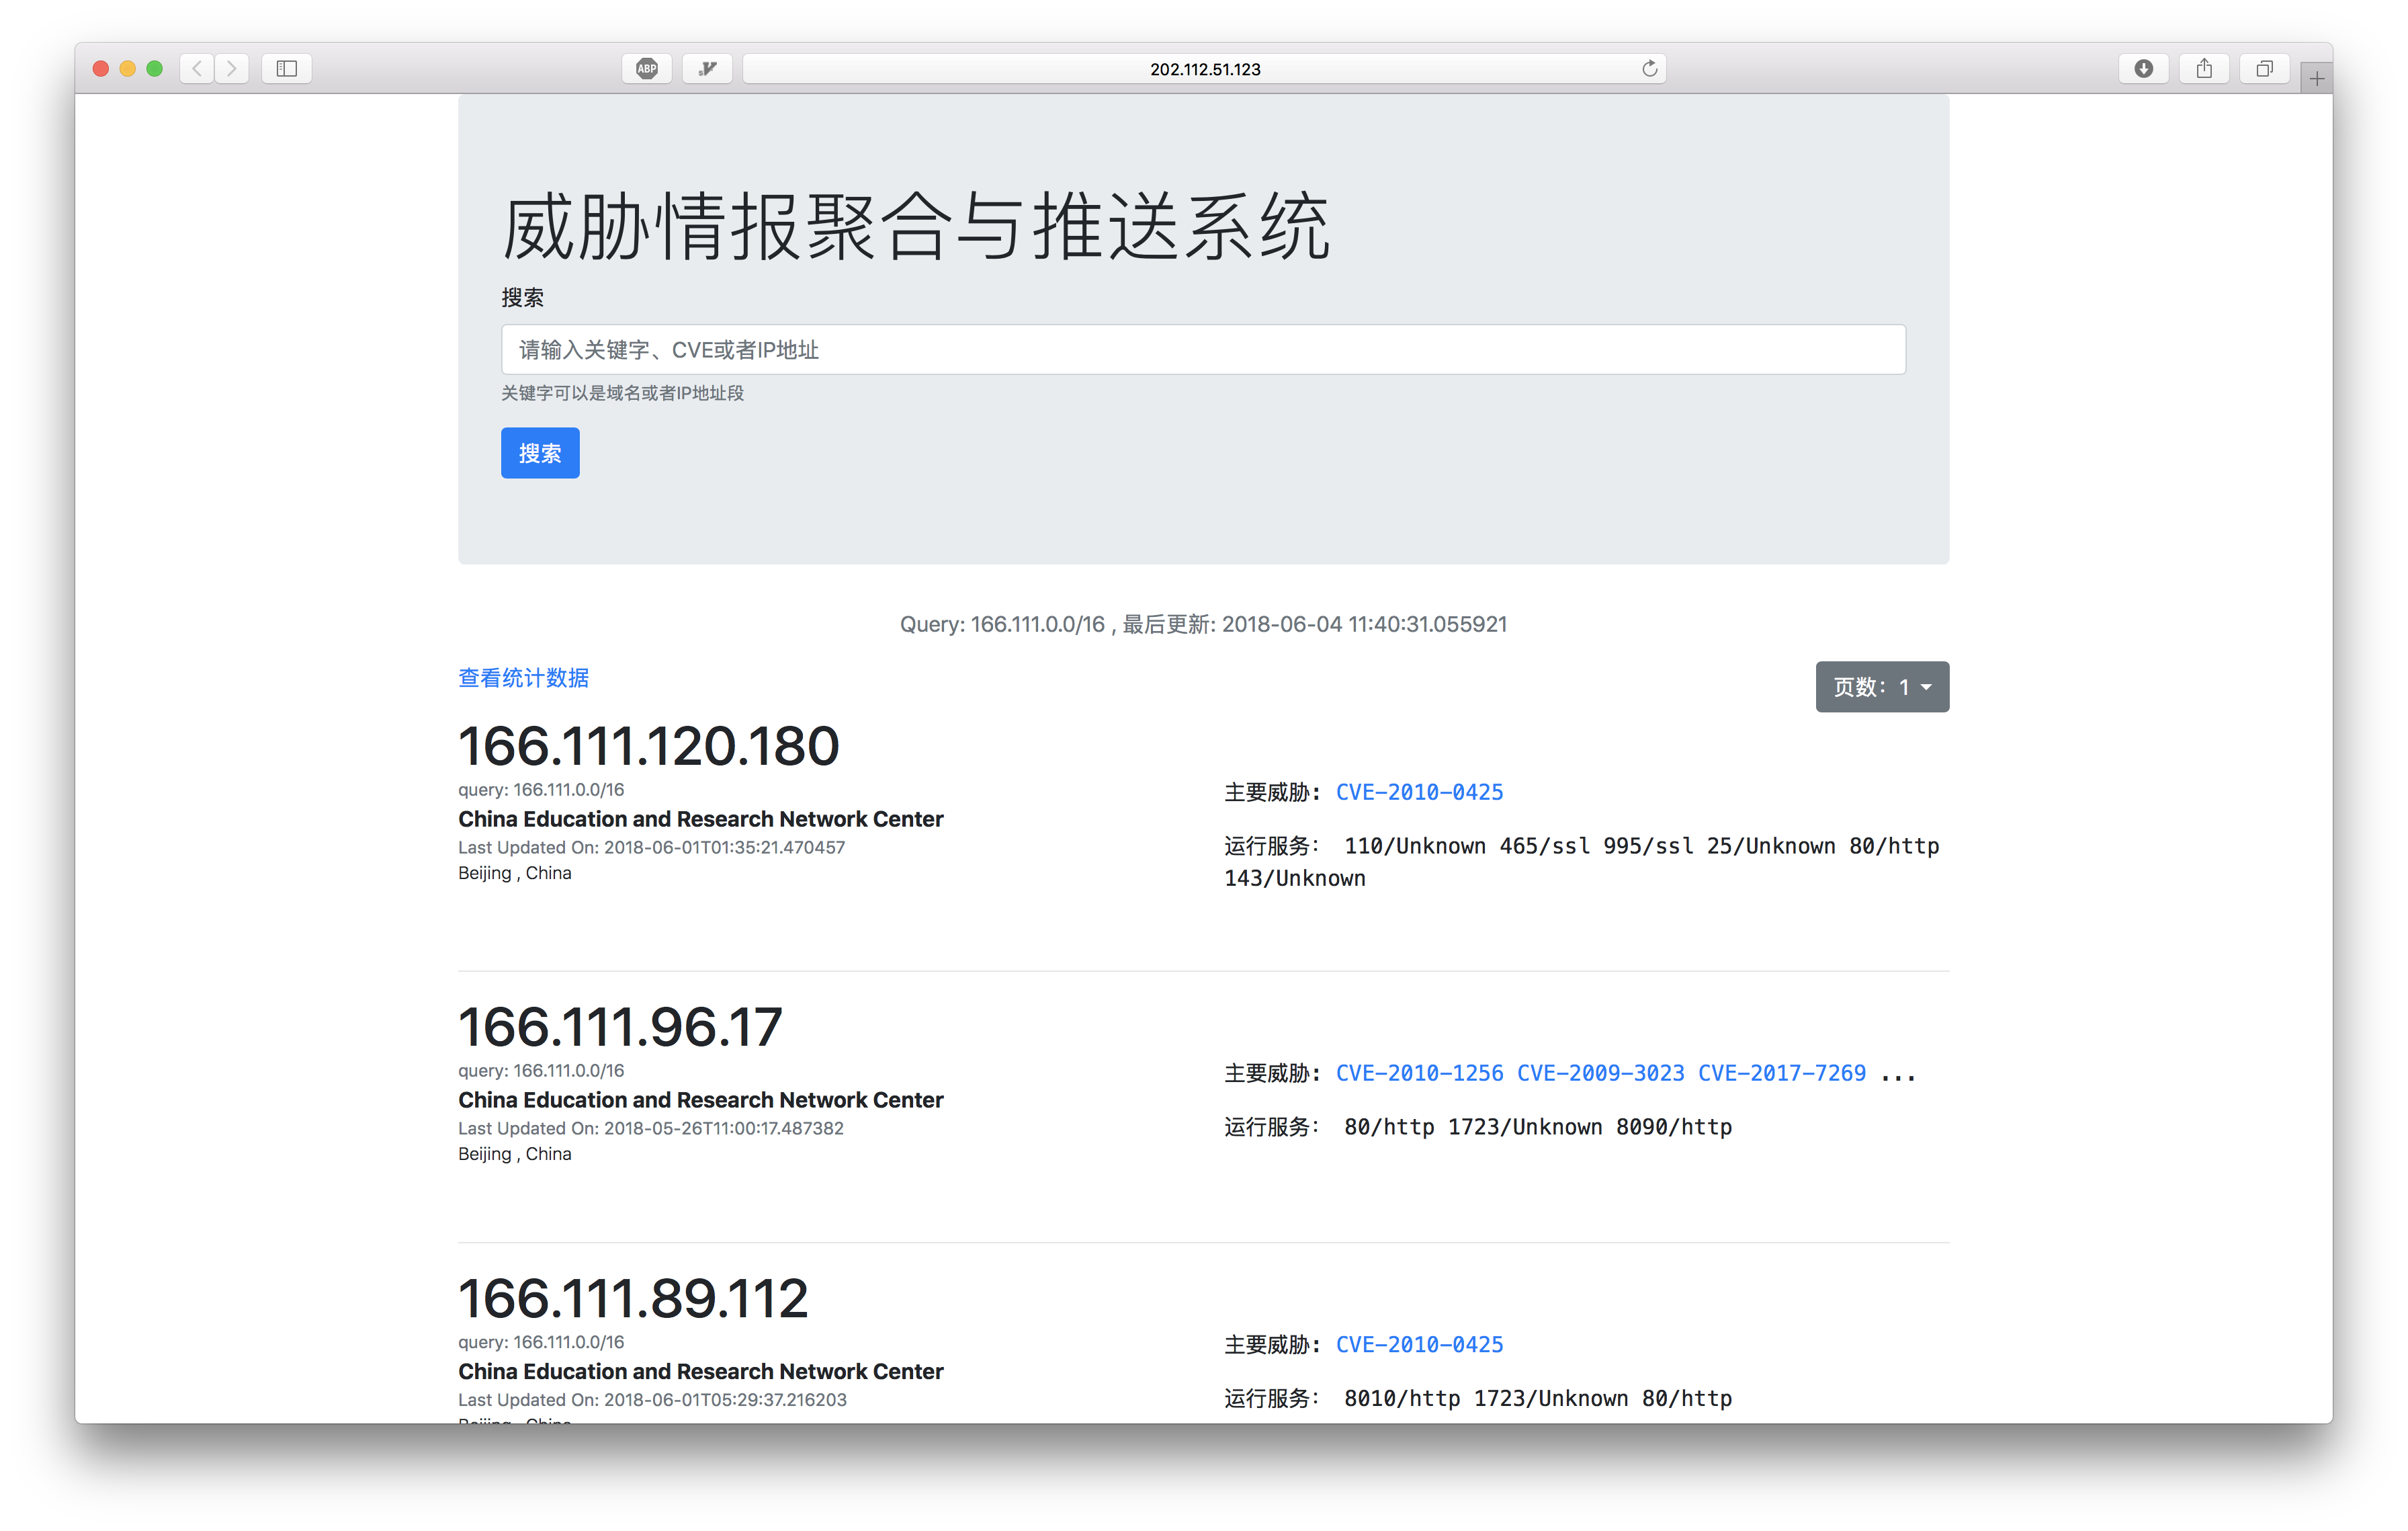 ABP
202.112.51.123
威胁情报聚合与推送系统
搜索
请输入关键字、CVE或者IP地址
关键字可以是域名或者IP地址段
搜索
Query: 166.111.0.0/16 , 最后更新: 2018-06-04 11:40:31.055921
查看统计数据
页数: 1
166.111.120.180
query: 166.111.0.0/16
China Education and Research Network Center
Last Updated On: 2018-06-01T01:35:21.470457
Beijing , China
主要威胁: CVE-2010-0425
运行服务: 110/Unknown 465/ssl 995/ssl 25/Unknown 80/http
143/Unknown
166.111.96.17
query: 166.111.0.0/16
China Education and Research Network Center
Last Updated On: 2018-05-26T11:00:17.487382
Beijing , China
主要威胁: CVE-2010-1256 CVE-2009-3023 CVE-2017-7269 ...
运行服务: 80/http 1723/Unknown 8090/http
166.111.89.112
query: 166.111.0.0/16
China Education and Research Network Center
Last Updated On: 2018-06-01T05:29:37.216203
Beijing , China
主要威胁: CVE-2010-0425
运行服务: 8010/http 1723/Unknown 80/http